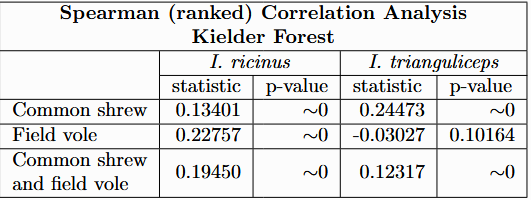 Spearman (ranked) Correlation Analysis
Kielder Forest
I. ricinus I. trianguliceps
statistic p-value statistic p-value
Common shrew 0.13401 ∼0 0.24473 ∼0
Field vole 0.22757 ∼0 -0.03027 0.10164
Common shrew
and field vole 0.19450 ∼0 0.12317 ∼0